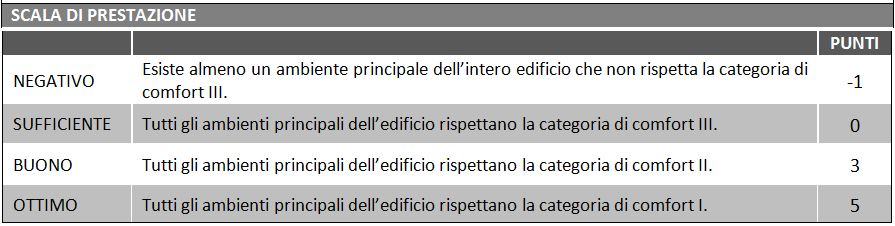 SCALA DI PRESTAZIONE
PUNTI
NEGATIVO Esiste almeno un ambiente principale dell'intero edificio che non rispetta la categoria di comfort III. -1
SUFFICIENTE Tutti gli ambienti principali dell'edificio rispettano la categoria di comfort III. 0
BUONO Tutti gli ambienti principali dell'edificio rispettano la categoria di comfort II. 3
OTTIMO Tutti gli ambienti principali dell'edificio rispettano la categoria di comfort I. 5